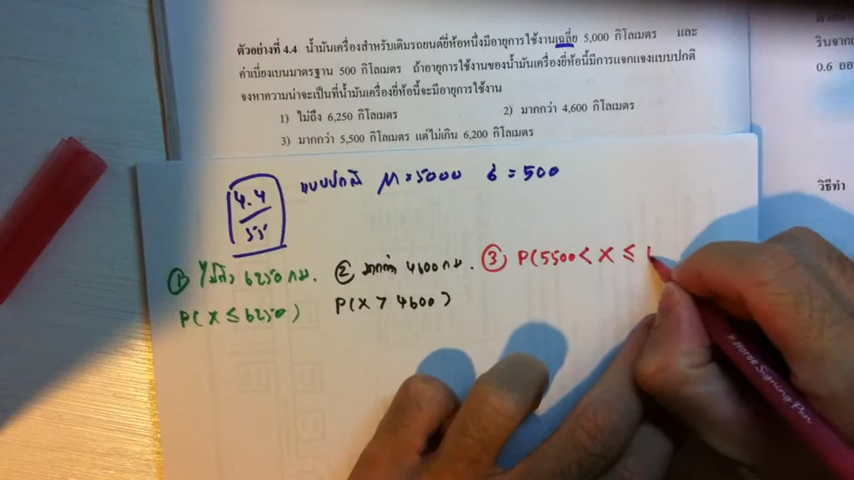 ตัวอย่างที่ 4.4 น้ำมันเครื่องสำหรับเติมรถยนต์ยี่ห้อหนึ่งมีอายุการใช้งานเฉลี่ย 5,000 กิโลเมตร และ
ค่าเบี่ยงเบนมาตรฐาน 500 กิโลเมตร ถ้าอายุการใช้งานของน้ำมันเครื่องยี่ห้อนี้มีการแจกแจงแบบปกติ
จงหาความน่าจะเป็นที่น้ำมันเครื่องยี่ห้อนี้จะมีอายุการใช้งาน
1) ไม่ถึง 6,250 กิโลเมตร 2) มากกว่า 4,600 กิโลเมตร
3) มากกว่า 5,500 กิโลเมตร แต่ไม่เกิน 6,200 กิโลเมตร
รินจาก
0.6 ออ
วิธีทำ
4.4
55
แบบปกติ μ = 5000 σ = 500
① ไม่ถึง 6250 กม. ② มากกว่า 4600 กม. ③ P(5500 < X ≤
P(X ≤ 6250) P(X > 4600)
Horse Signing Pen